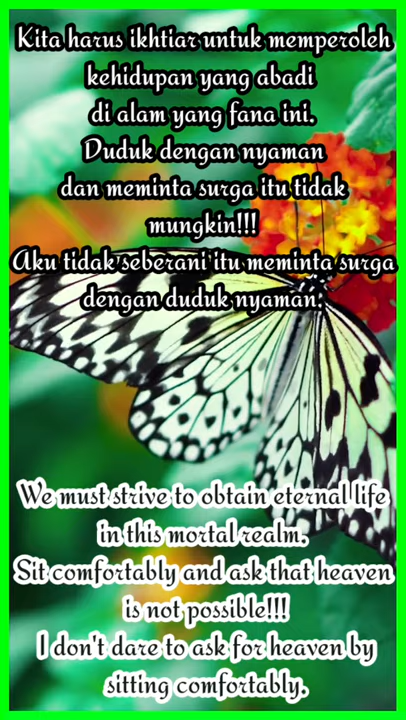 Kita harus ikhtiar untuk memperoleh
kehidupan yang abadi
di alam yang fana ini.
Duduk dengan nyaman
dan meminta surga itu tidak
mungkin!!!
Aku tidak seberani itu meminta surga
dengan duduk nyaman.
We must strive to obtain eternal life
in this mortal realm.
Sit comfortably and ask that heaven
is not possible!!!
I don't dare to ask for heaven by
sitting comfortably.